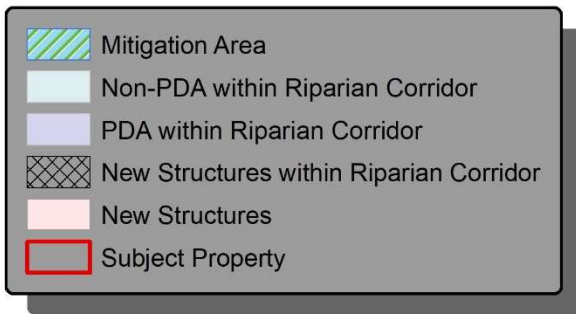 Mitigation Area
Non-PDA within Riparian Corridor
PDA within Riparian Corridor
New Structures within Riparian Corridor
New Structures
Subject Property